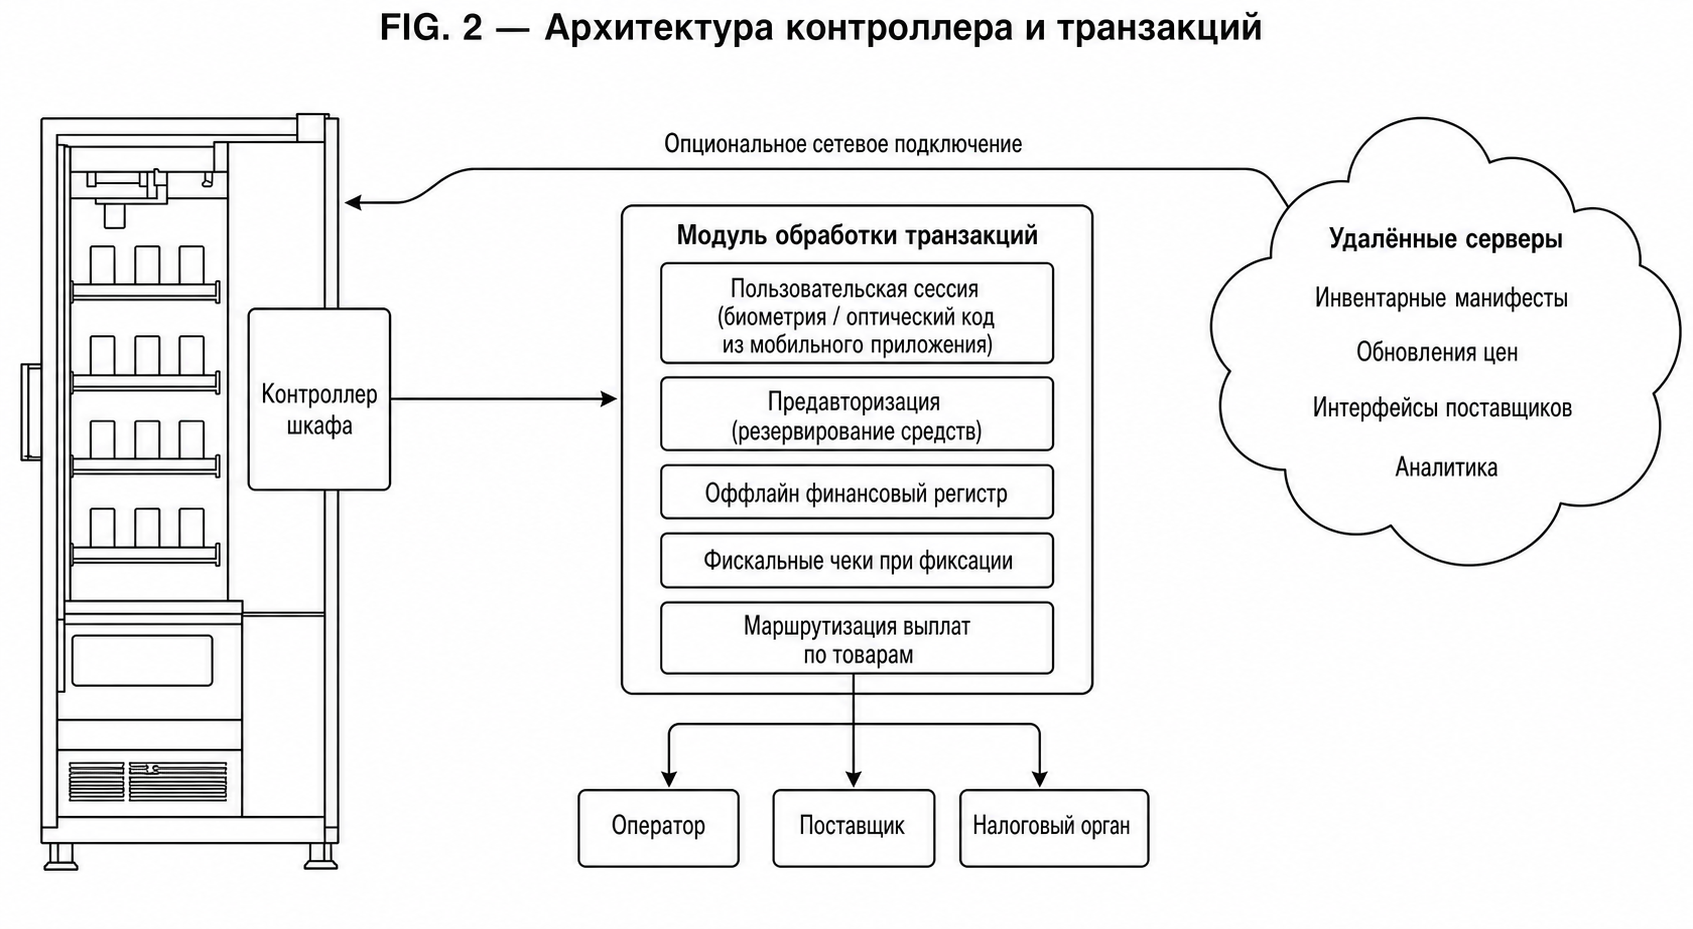 FIG. 2 — Архитектура контроллера и транзакций
Опциональное сетевое подключение
Контроллер
шкафа
Модуль обработки транзакций
Пользовательская сессия
(биометрия / оптический код
из мобильного приложения)
Предавторизация
(резервирование средств)
Оффлайн финансовый регистр
Фискальные чеки при фиксации
Маршрутизация выплат
по товарам
Оператор
Поставщик
Налоговый орган
Удалённые серверы
Инвентарные манифесты
Обновления цен
Интерфейсы поставщиков
Аналитика